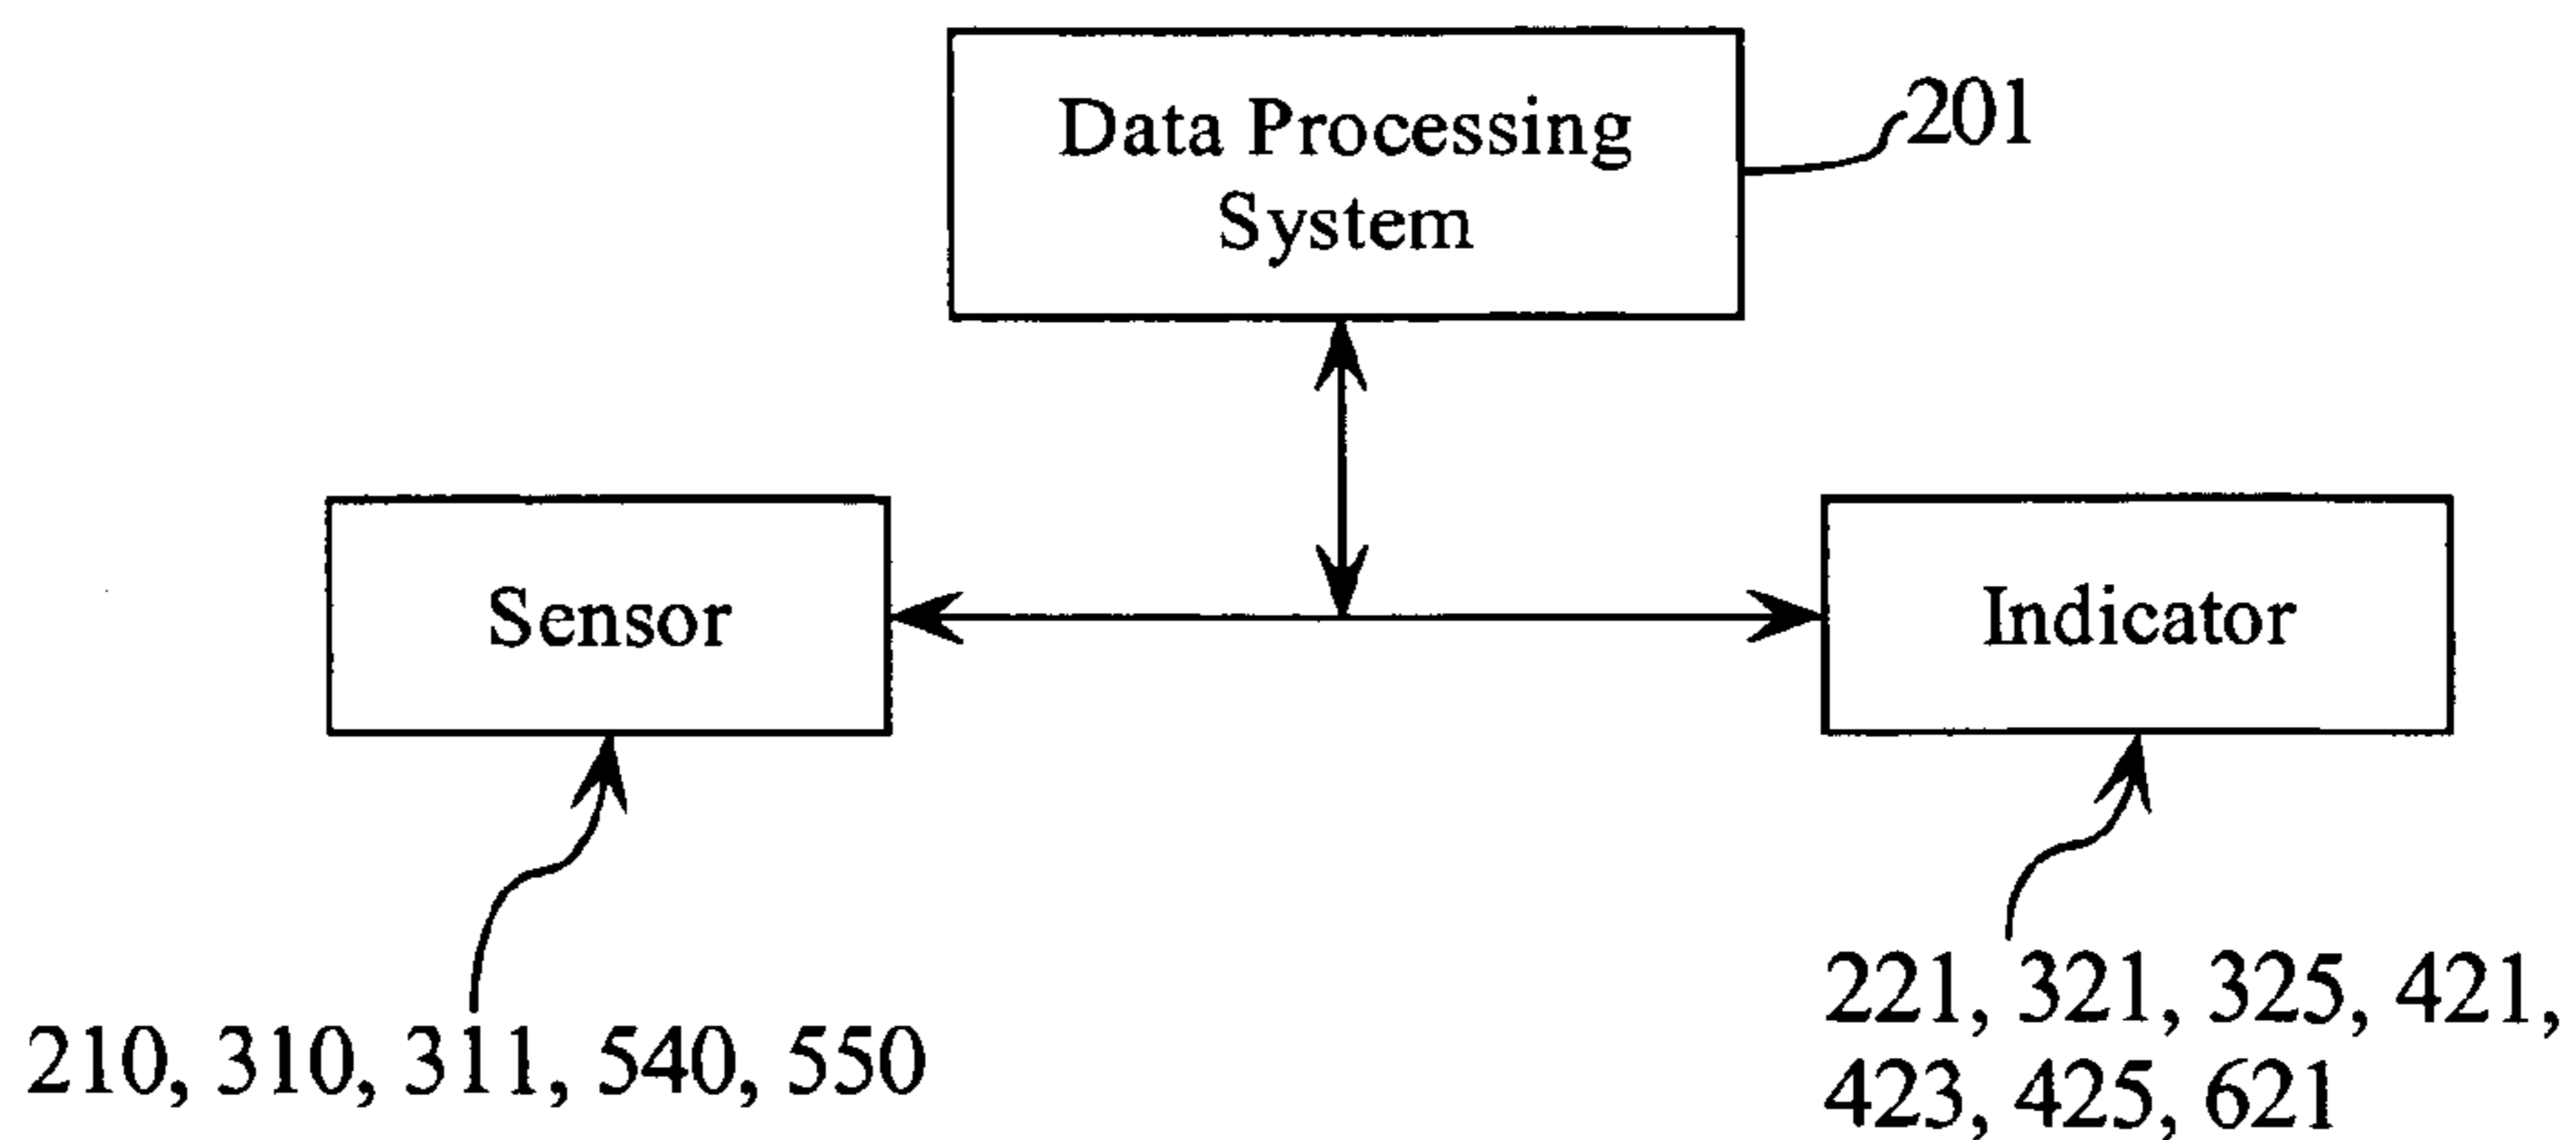 Data Processing
System
201
Sensor
Indicator
210, 310, 311, 540, 550
221, 321, 325, 421,
423, 425, 621